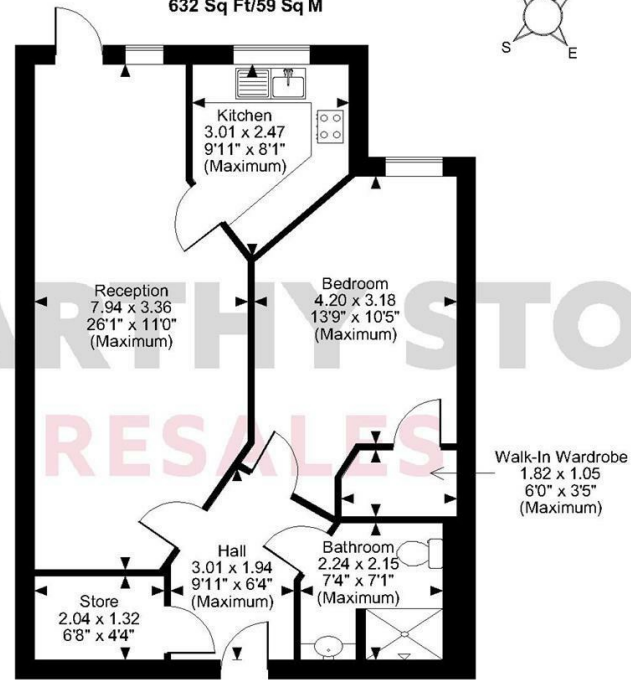 632 Sq Ft/59 Sq M
S
E
Kitchen
3.01 x 2.47
9'11" x 8'1"
(Maximum)
Reception
7.94 x 3.36
26'1" x 11'0"
(Maximum)
Bedroom
4.20 x 3.18
13'9" x 10'5"
(Maximum)
ARTHY STO
RESALES
Walk-In Wardrobe
1.82 x 1.05
6'0" x 3'5"
(Maximum)
Hall
3.01 x 1.94
9'11" x 6'4"
(Maximum)
Bathroom
2.24 x 2.15
7'4" x 7'1"
(Maximum)
Store
2.04 x 1.32
6'8" x 4'4"